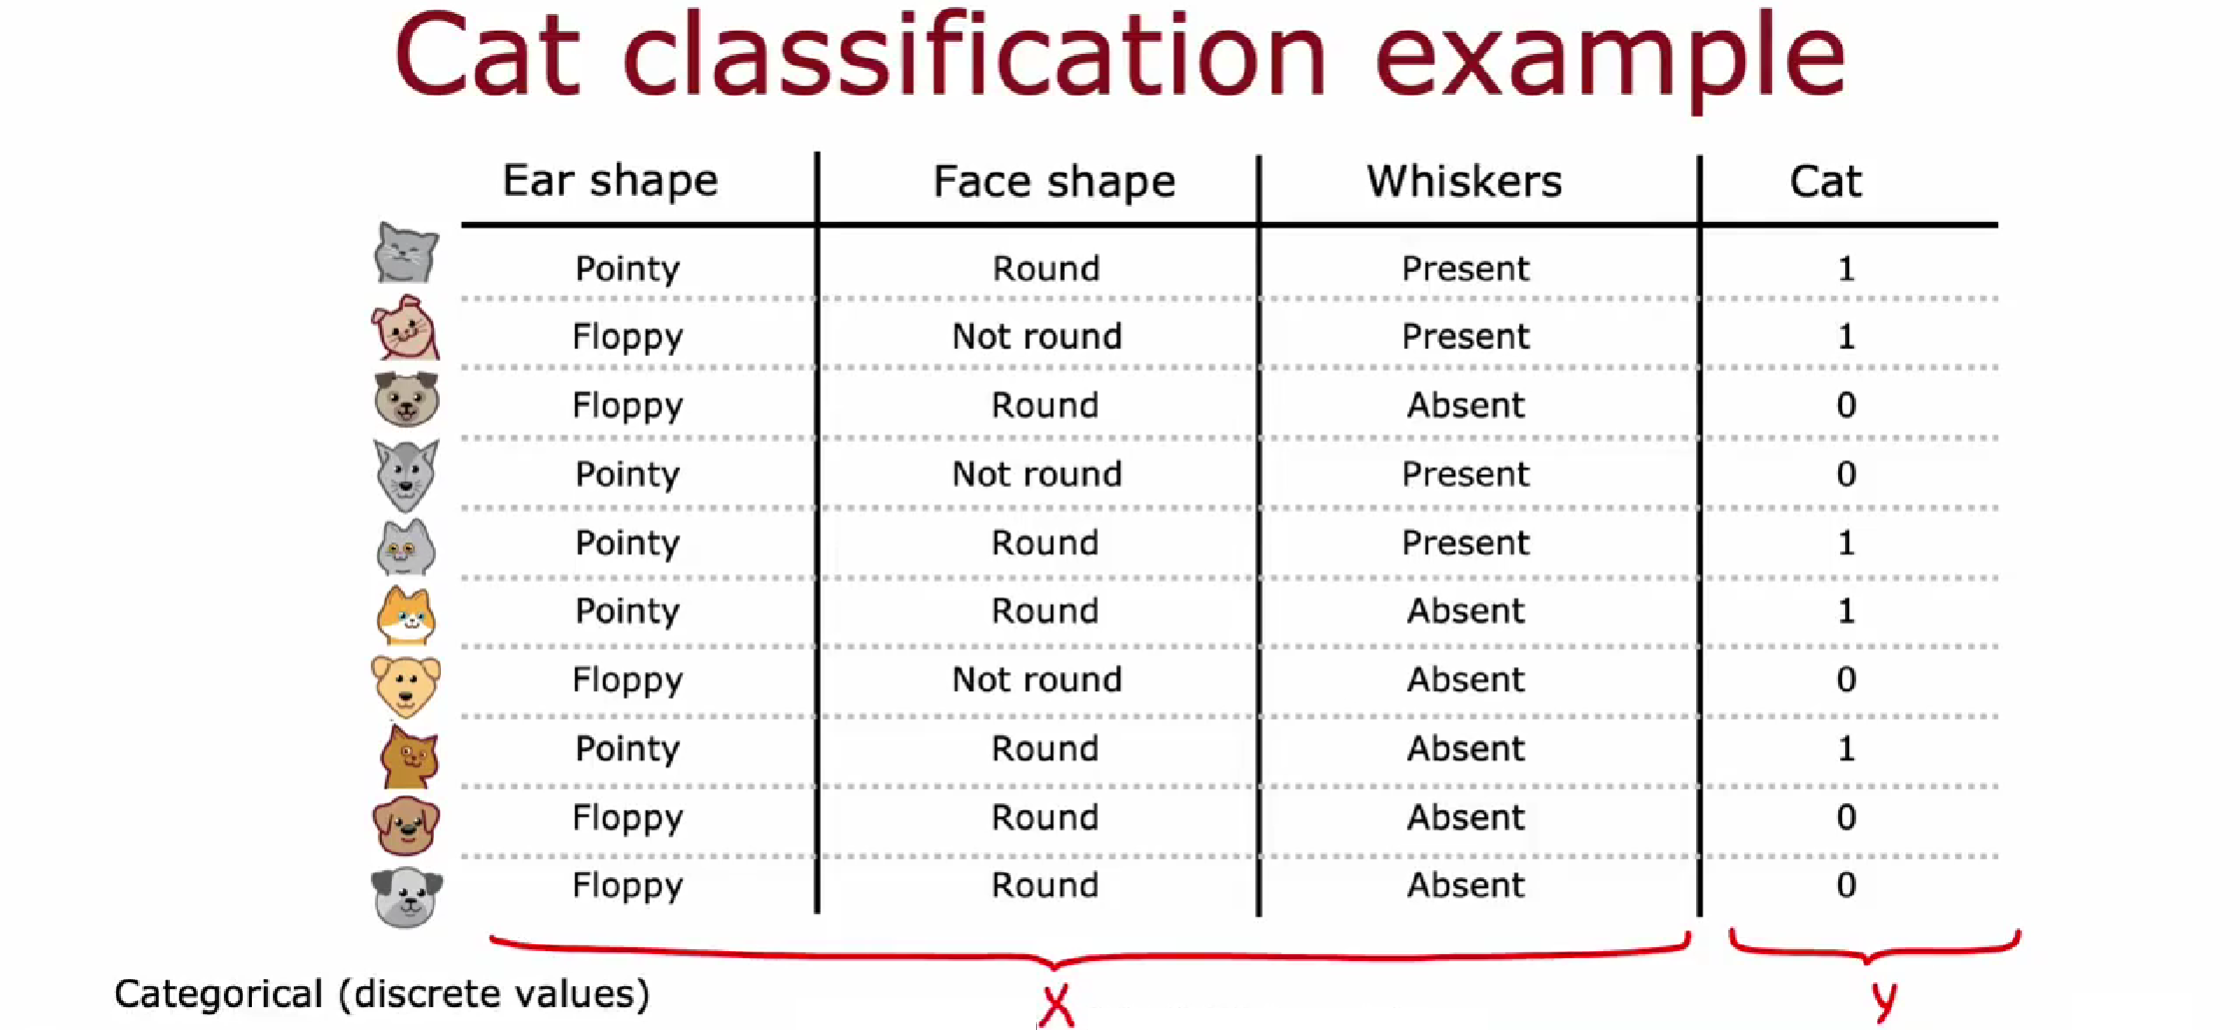 Cat classification example
Ear shape Face shape Whiskers Cat
Pointy Round Present 1
Floppy Not round Present 1
Floppy Round Absent 0
Pointy Not round Present 0
Pointy Round Present 1
Pointy Round Absent 1
Floppy Not round Absent 0
Pointy Round Absent 1
Floppy Round Absent 0
Floppy Round Absent 0
Categorical (discrete values) X y